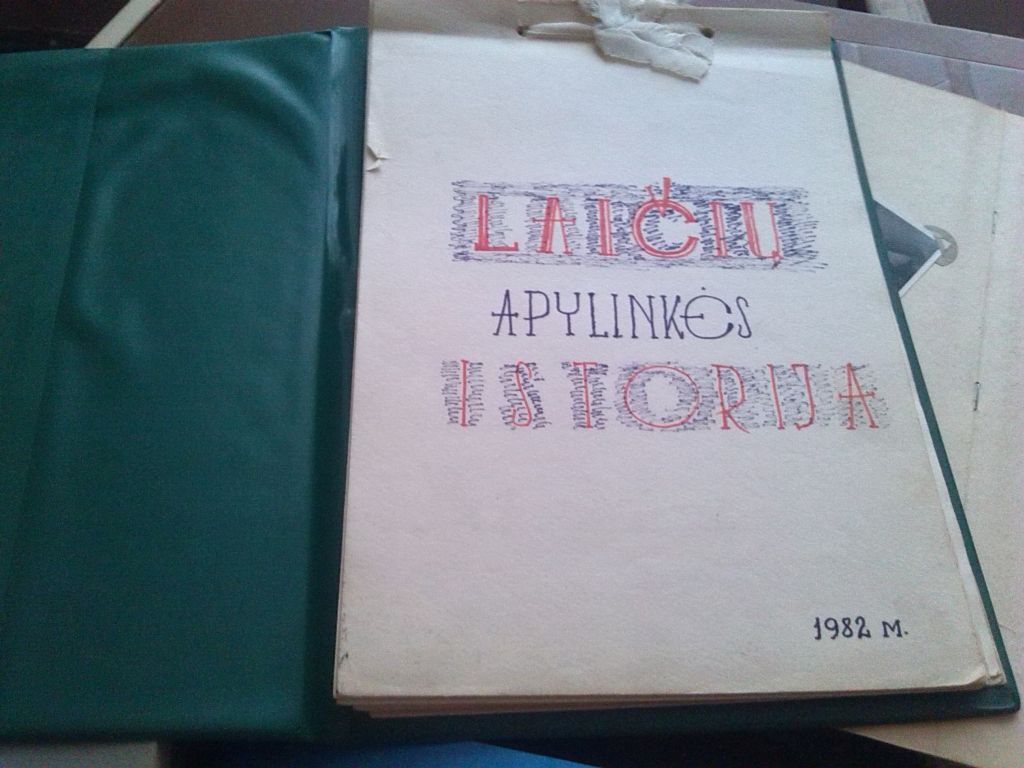 LAIČIŲ
APYLINKĖS
ISTORIJA
1982 M.